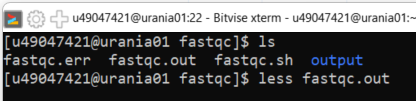 u49047421@urania01:22 - Bitvise xterm - u49047421@urania01:~
[u49047421@urania01 fastqc]$ ls
fastqc.err fastqc.out fastqc.sh output
[u49047421@urania01 fastqc]$ less fastqc.out